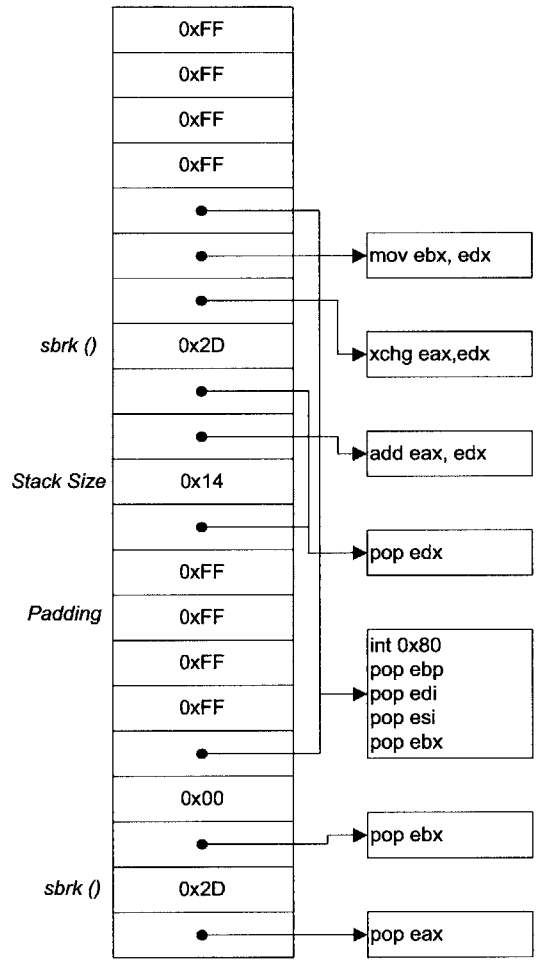 0xFF
0xFF
0xFF
0xFF
mov ebx, edx
sbrk () 0x2D
xchg eax,edx
add eax, edx
Stack Size 0x14
pop edx
0xFF
Padding 0xFF
0xFF
0xFF
int 0x80
pop ebp
pop edi
pop esi
pop ebx
0x00
pop ebx
sbrk () 0x2D
pop eax